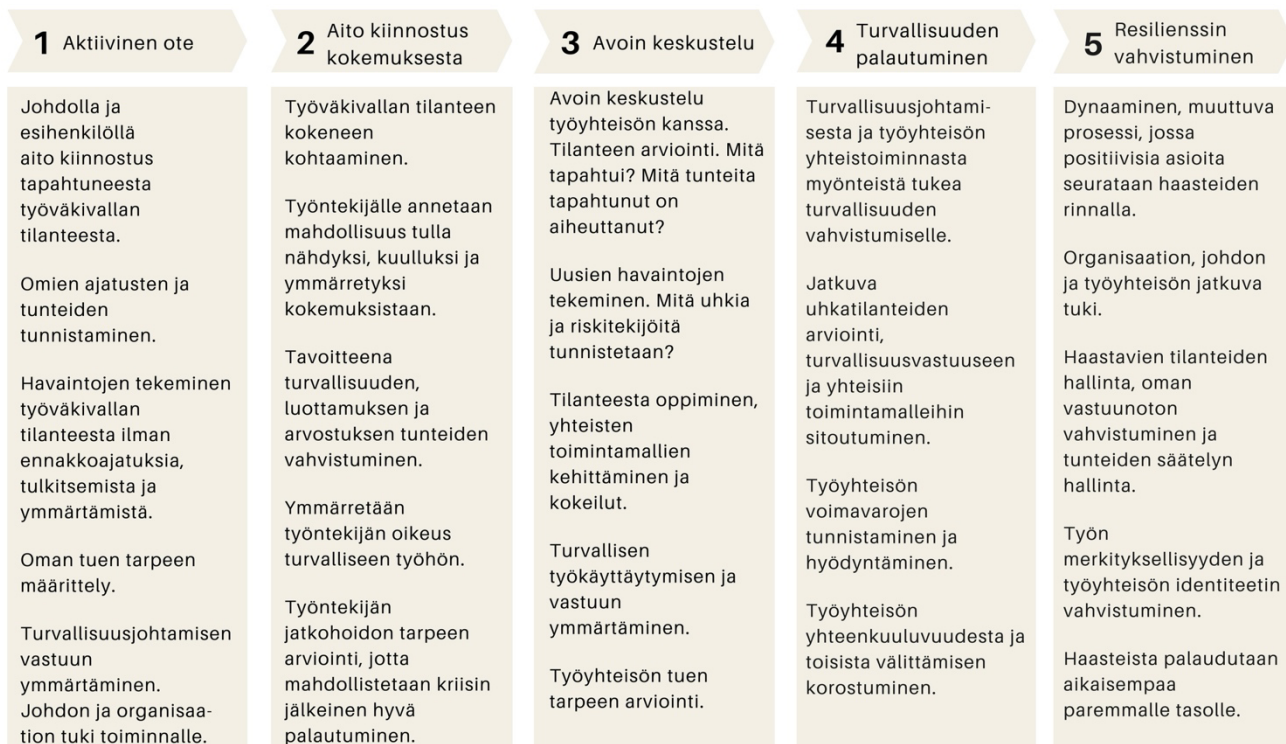 1 Aktiivinen ote
Johdolla ja
esihenkilöllä
aito kiinnostus
tapahtuneesta
työväkivallan
tilanteesta.
Omien ajatusten ja
tunteiden
tunnistaminen.
Havaintojen tekeminen
työväkivallan
tilanteesta ilman
ennakkoajatuksia,
tulkitsemista ja
ymmärtämistä.
Oman tuen tarpeen
määrittely.
Turvallisuusjohtamisen
vastuun
ymmärtäminen.
Johdon ja organisaa-
tion tuki toiminnalle.
2 Aito kiinnostus
kokemuksesta
Työväkivallan tilanteen
kokeneen
kohtaaminen.
Työntekijälle annetaan
mahdollisuus tulla
nähdyksi, kuulluksi ja
ymmärretyksi
kokemuksistaan.
Tavoitteena
turvallisuuden,
luottamuksen ja
arvostuksen tunteiden
vahvistuminen.
Ymmärretään
työntekijän oikeus
turvalliseen työhön.
Työntekijän
jatkohoidon tarpeen
arviointi, jotta
mahdollistetaan kriisin
jälkeinen hyvä
palautuminen.
3 Avoin keskustelu
Avoin keskustelu
työyhteisön kanssa.
Tilanteen arviointi. Mitä
tapahtui? Mitä tunteita
tapahtunut on
aiheuttanut?
Uusien havaintojen
tekeminen. Mitä uhkia
ja riskitekijöitä
tunnistetaan?
Tilanteesta oppiminen,
yhteisten
toimintamallien
kehittäminen ja
kokeilut.
Turvallisen
työkäyttäytymisen ja
vastuun
ymmärtäminen.
Työyhteisön tuen
tarpeen arviointi.
4 Turvallisuuden
palautuminen
Turvallisuusjohtami-
sesta ja työyhteisön
yhteistoiminnasta
myönteistä tukea
turvallisuuden
vahvistumiselle.
Jatkuva
uhkatilanteiden
arviointi,
turvallisuusvastuuseen
ja yhteisiin
toimintamalleihin
sitoutuminen.
Työyhteisön
voimavarojen
tunnistaminen ja
hyödyntäminen.
Työyhteisön
yhteenkuuluvuudesta ja
toisista välittämisen
korostuminen.
5 Resilienssin
vahvistuminen
Dynaaminen, muuttuva
prosessi, jossa
positiivisia asioita
seurataan haasteiden
rinnalla.
Organisaation, johdon
ja työyhteisön jatkuva
tuki.
Haastavien tilanteiden
hallinta, oman
vastuunoton
vahvistuminen ja
tunteiden säätelyn
hallinta.
Työn
merkityksellisyyden ja
työyhteisön identiteetin
vahvistuminen.
Haasteista palaudutaan
aikaisempaa
paremmalle tasolle.